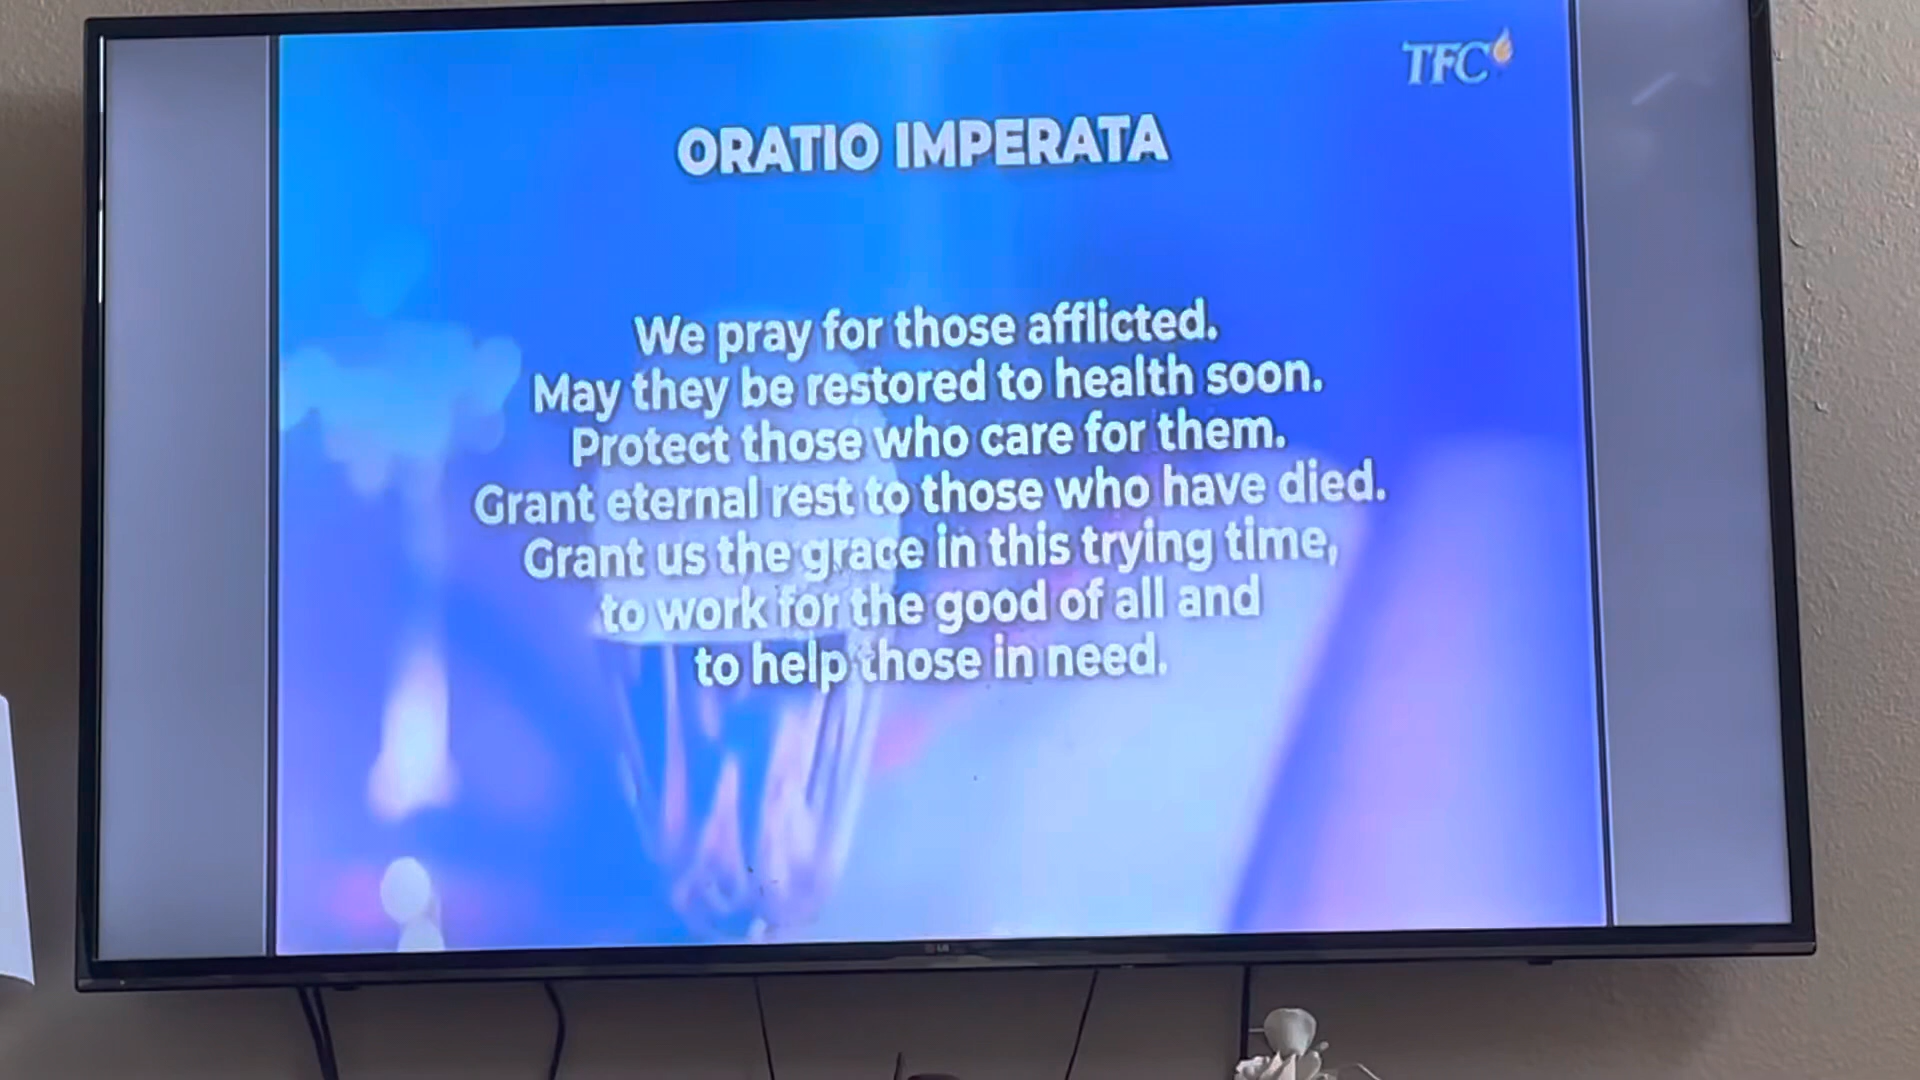 TFC
ORATIO IMPERATA
We pray for those afflicted.
May they be restored to health soon.
Protect those who care for them.
Grant eternal rest to those who have died.
Grant us the grace in this trying time,
to work for the good of all and
to help those in need.
LG